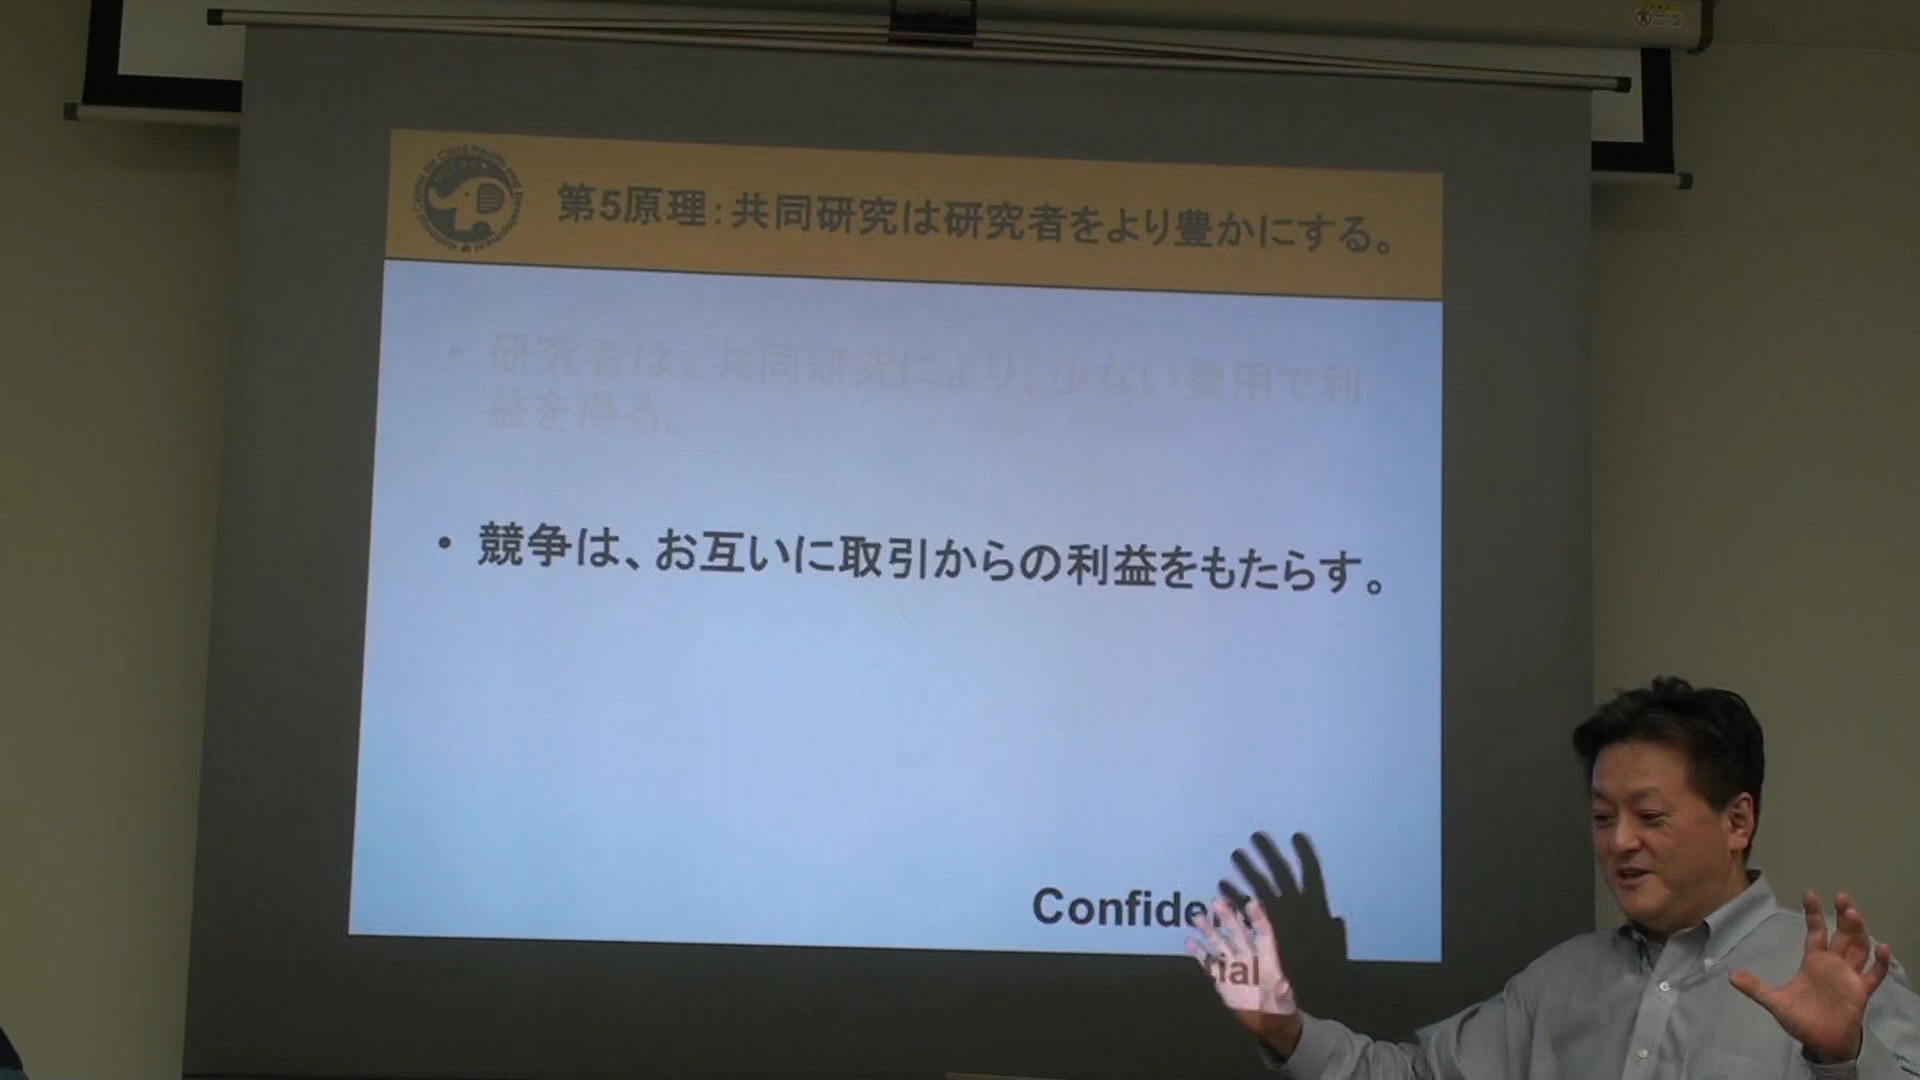 第5原理：共同研究は研究者をより豊かにする。
• 研究者は、共同研究により、少ない費用で利
益を得る。
• 競争は、お互いに取引からの利益をもたらす。
Confidential